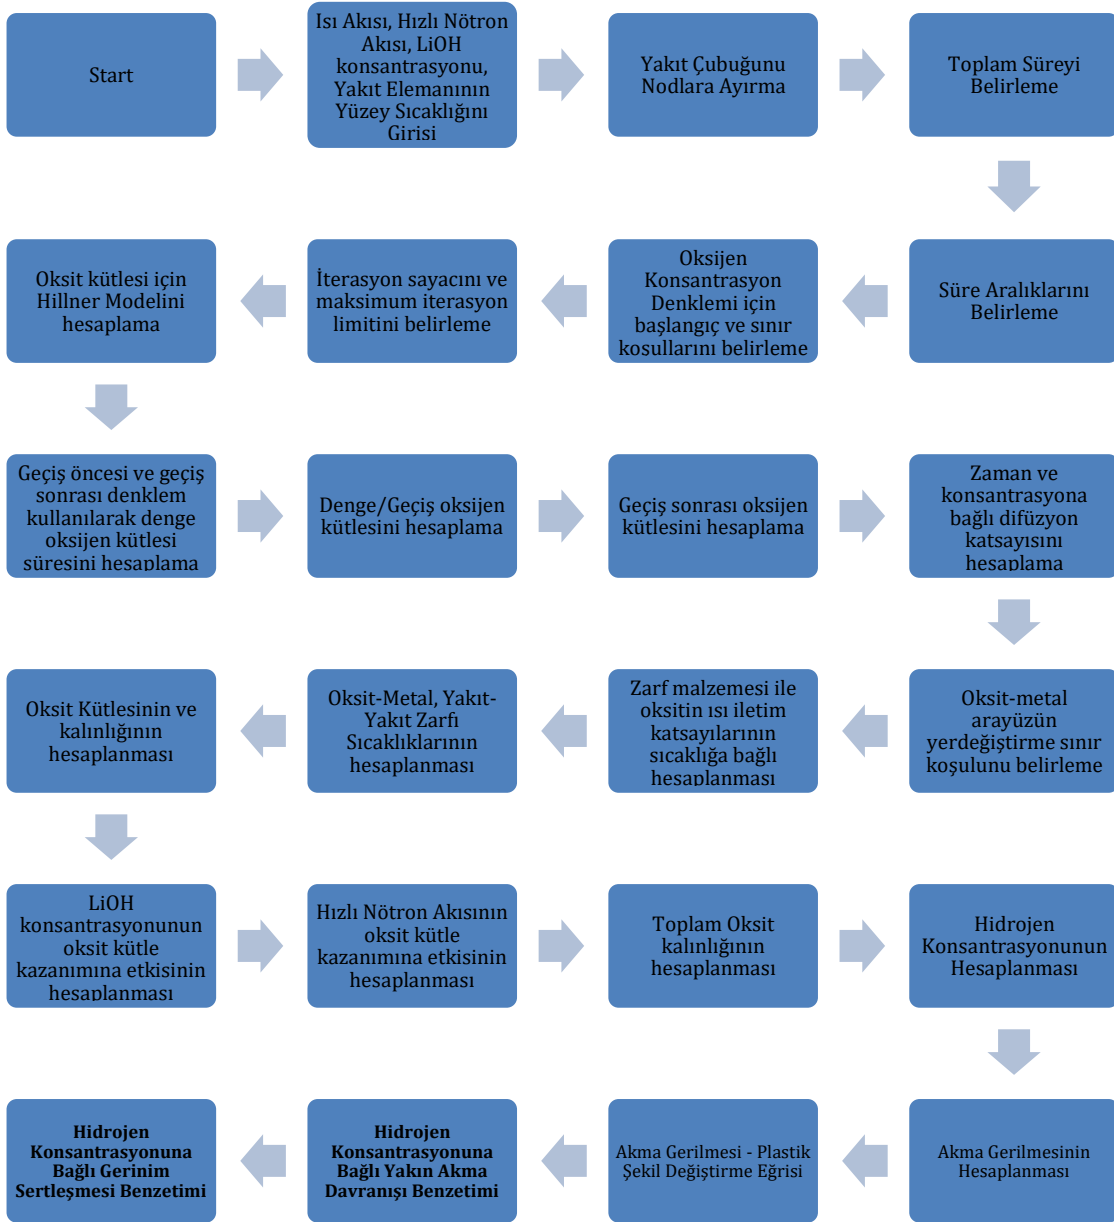 Start
Isı Akısı, Hızlı Nötron
Akısı, LiOH
konsantrasyonu,
Yakıt Elemanının
Yüzey Sıcaklığını
Girisi
Yakıt Çubuğunu
Nodlara Ayırma
Toplam Süreyi
Belirleme
Süre Aralıklarını
Belirleme
Oksijen
Konsantrasyon
Denklemi için
başlangıç ve sınır
kosullarını belirleme
İterasyon sayacını ve
maksimum iterasyon
limitini belirleme
Oksit kütlesi için
Hillner Modelini
hesaplama
Geçiş öncesi ve geçiş
sonrası denklem
kullanılarak denge
oksijen kütlesi
süresini hesaplama
Denge/Geçiş oksijen
kütlesini hesaplama
Geçiş sonrası oksijen
kütlesini hesaplama
Zaman ve
konsantrasyona
bağlı difüzyon
katsayısını
hesaplama
Oksit-metal
arayüzün
yerdeğiştirme sınır
koşulunu belirleme
Zarf malzemesi ile
oksitin ısı iletim
katsayılarının
sıcaklığa bağlı
hesaplanması
Oksit-Metal, Yakıt-
Yakıt Zarfı
Sıcaklıklarının
hesaplanması
Oksit Kütlesinin ve
kalınlığının
hesaplanması
LiOH
konsantrasyonunun
oksit kütle
kazanımına etkisinin
hesaplanması
Hızlı Nötron Akısının
oksit kütle
kazanımına etkisinin
hesaplanması
Toplam Oksit
kalınlığının
hesaplanması
Hidrojen
Konsantrasyonunun
Hesaplanması
Akma Gerilmesinin
Hesaplanması
Akma Gerilmesi - Plastik
Şekil Değiştirme Eğrisi
Hidrojen
Konsantrasyonuna
Bağlı Yakın Akma
Davranışı Benzetimi
Hidrojen
Konsantrasyonuna
Bağlı Gerinim
Sertleşmesi Benzetimi